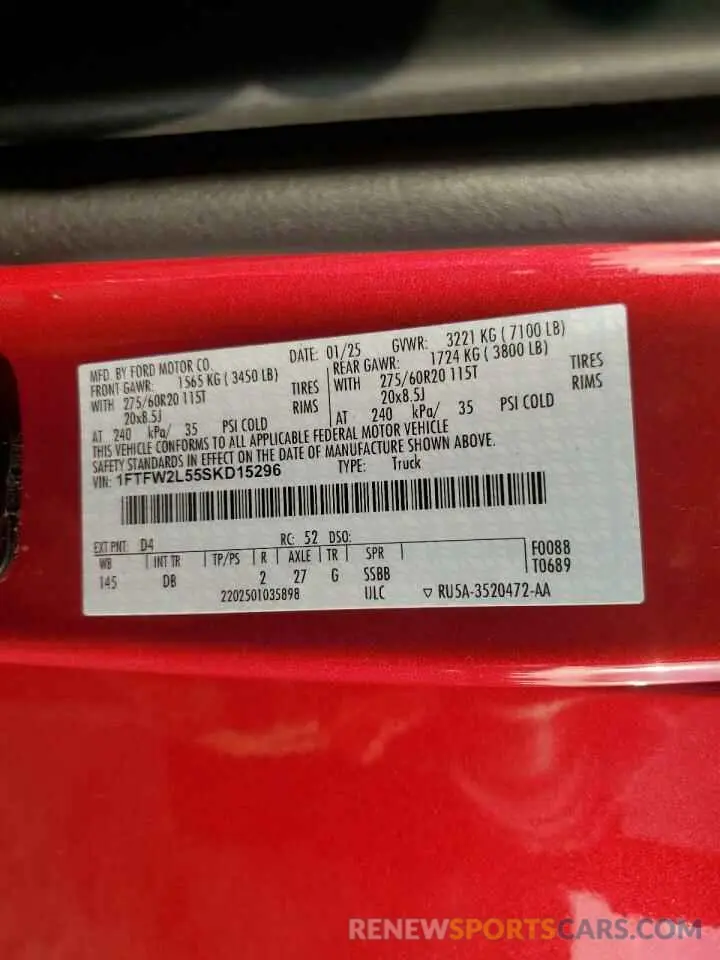 MFD. BY FORD MOTOR CO. DATE: 01/25 GVWR: 3221 KG ( 7100 LB)
FRONT GAWR: 1565 KG ( 3450 LB) REAR GAWR: 1724 KG ( 3800 LB)
WITH 275/60R20 115T TIRES WITH 275/60R20 115T TIRES
20x8.5J RIMS 20x8.5J RIMS
AT 240 kPa/ 35 PSI COLD AT 240 kPa/ 35 PSI COLD
THIS VEHICLE CONFORMS TO ALL APPLICABLE FEDERAL MOTOR VEHICLE
SAFETY STANDARDS IN EFFECT ON THE DATE OF MANUFACTURE SHOWN ABOVE.
VIN: 1FTFW2L55SKD15296 TYPE: Truck
EXT PNT: D4 RC: 52 DSO:
WB INT TR TP/PS R AXLE TR SPR F0088
145 DB 2 27 G SSBB T0689
2202501035898 ULC ▽ RU5A-3520472-AA
RENEWSPORTSCARS.COM